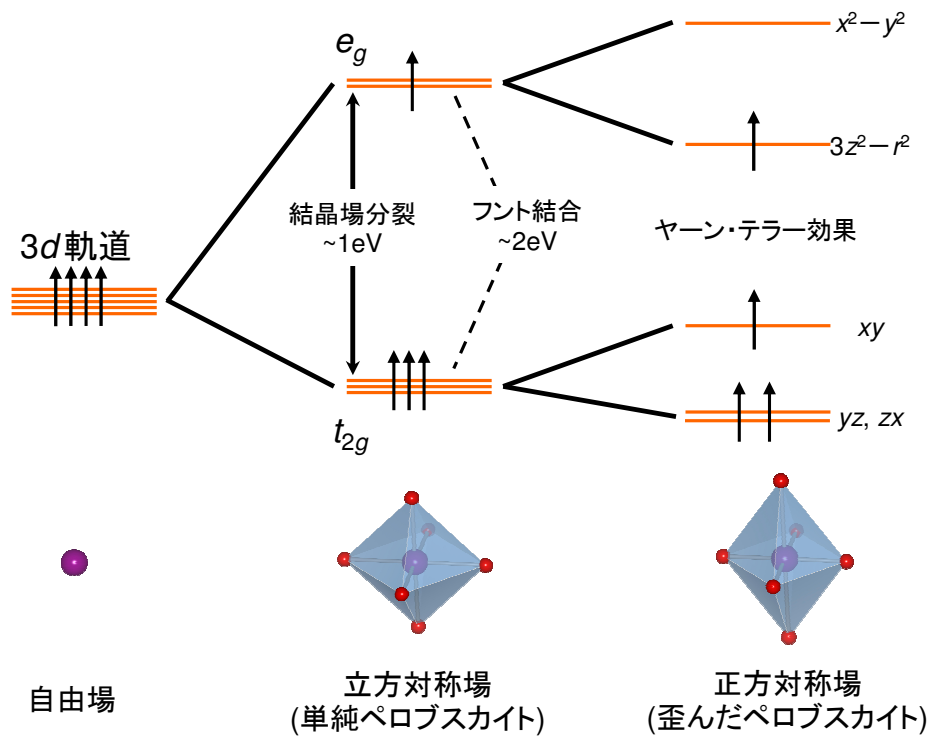 x²−y²
e_g
3z²−r²
結晶場分裂
~1eV
フント結合
~2eV
ヤーン・テラー効果
3d 軌道
xy
yz, zx
t_2g
自由場
立方対称場
(単純ペロブスカイト)
正方対称場
(歪んだペロブスカイト)